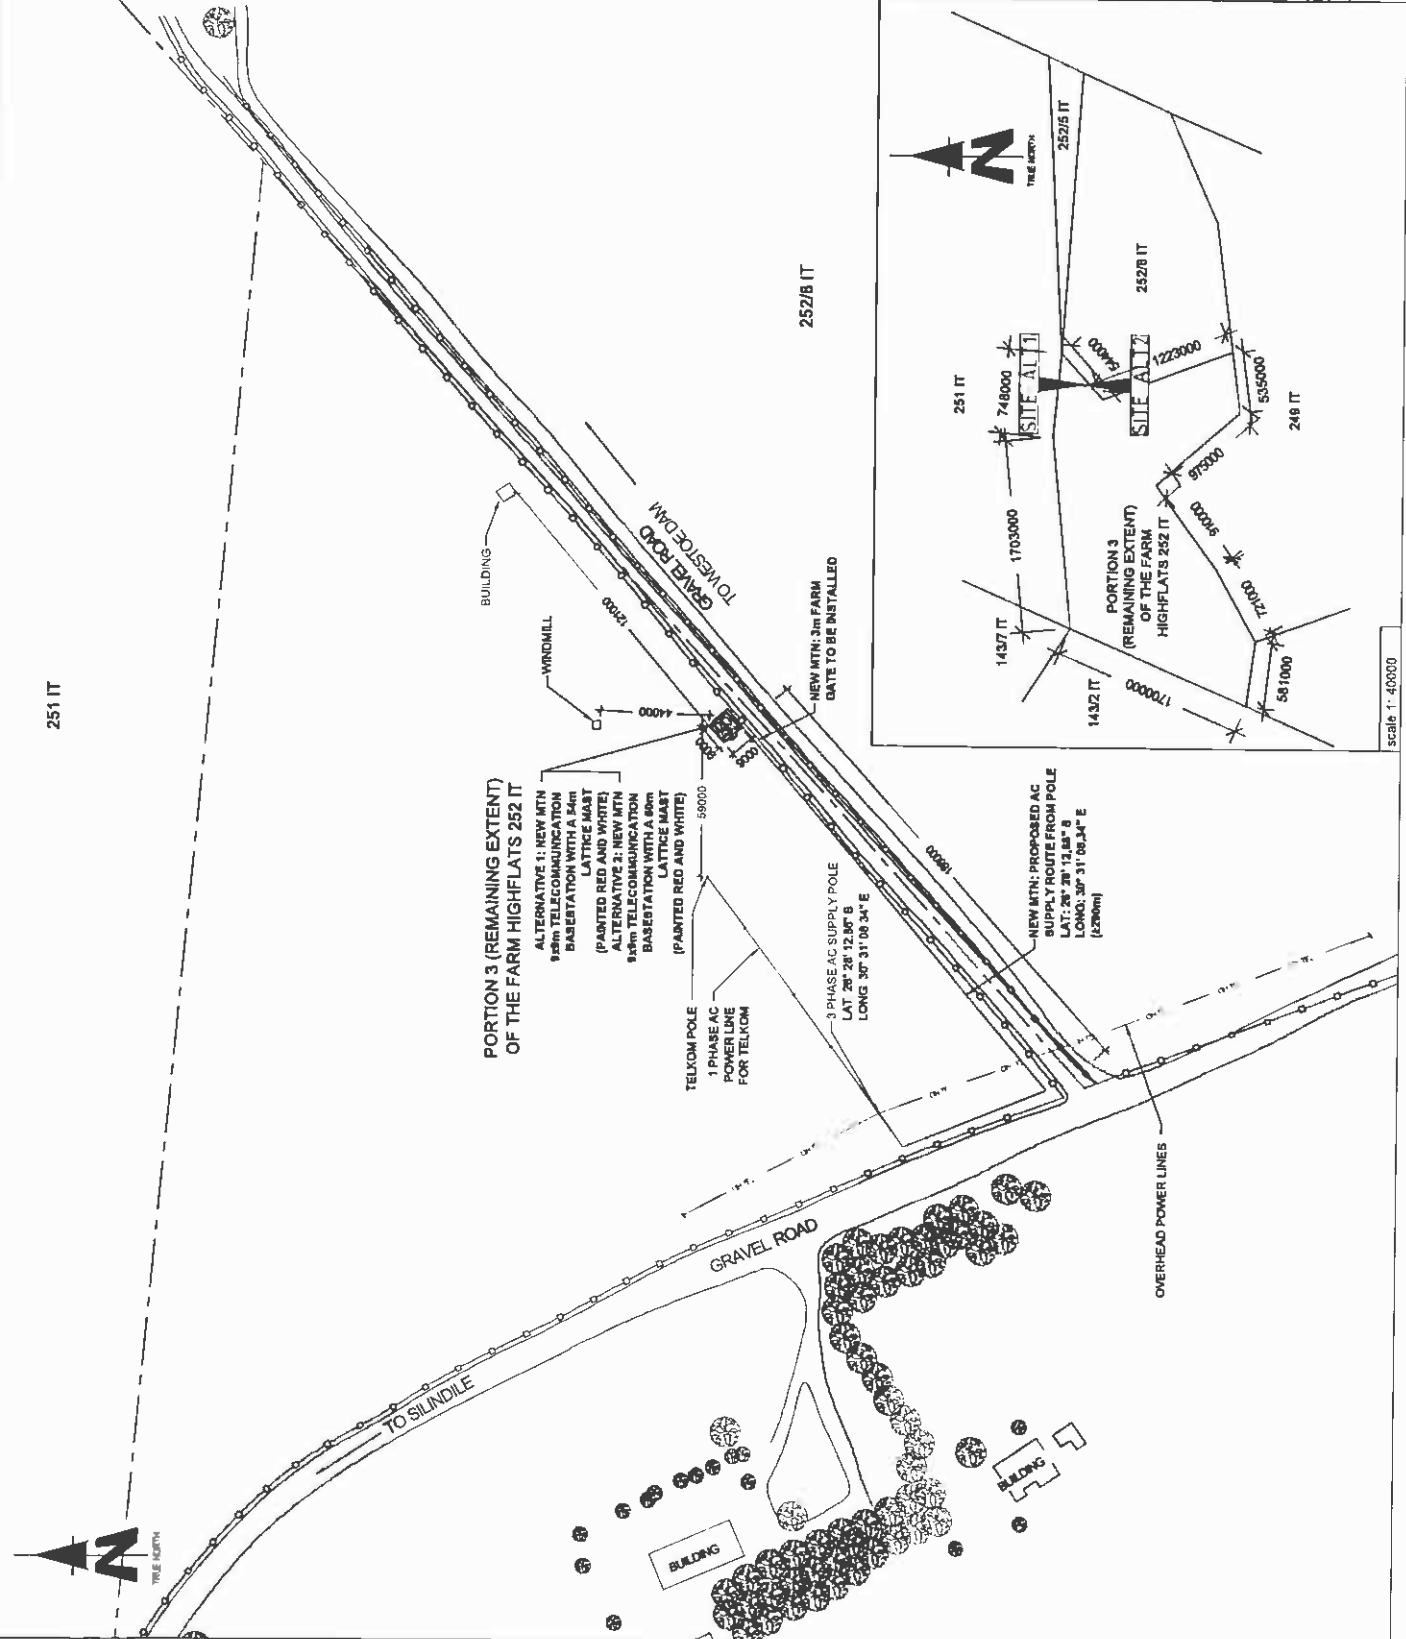 251 IT
PORTION 3 (REMAINING EXTENT)
OF THE FARM HIGHFLATS 252 IT
ALTERNATIVE 1: NEW MTN
9x9m TELECOMMUNICATION
BASESTATION WITH A 54m
LATTICE MAST
(PAINTED RED AND WHITE)
ALTERNATIVE 2: NEW MTN
9x9m TELECOMMUNICATION
BASESTATION WITH A 60m
LATTICE MAST
(PAINTED RED AND WHITE)
BUILDING
WINDMILL
121000
44000
9000
9000
59000
TELKOM POLE
1 PHASE AC
POWER LINE
FOR TELKOM
3 PHASE AC SUPPLY POLE
LONG 30° 31' 08.34" E
NEW MTN: 3m FARM
GATE TO BE INSTALLED
GRAVEL ROAD
TO WESTOE DAM
252/8 IT
NEW MTN: PROPOSED AC
SUPPLY ROUTE FROM POLE
LONG: 30° 31' 08.34" E
OVERHEAD POWER LINES
GRAVEL ROAD
TO SILINDILE
BUILDING
BUILDING
N
TRUE NORTH
N
TRUE NORTH
251 IT
252/5 IT
252/8 IT
249 IT
143/7 IT
143/2 IT
SITE ALT 1
SITE ALT 2
748000
1703000
1700000
544000
1223000
535000
975000
910000
721000
581000
PORTION 3
(REMAINING EXTENT)
OF THE FARM
HIGHFLATS 252 IT
scale 1: 40000